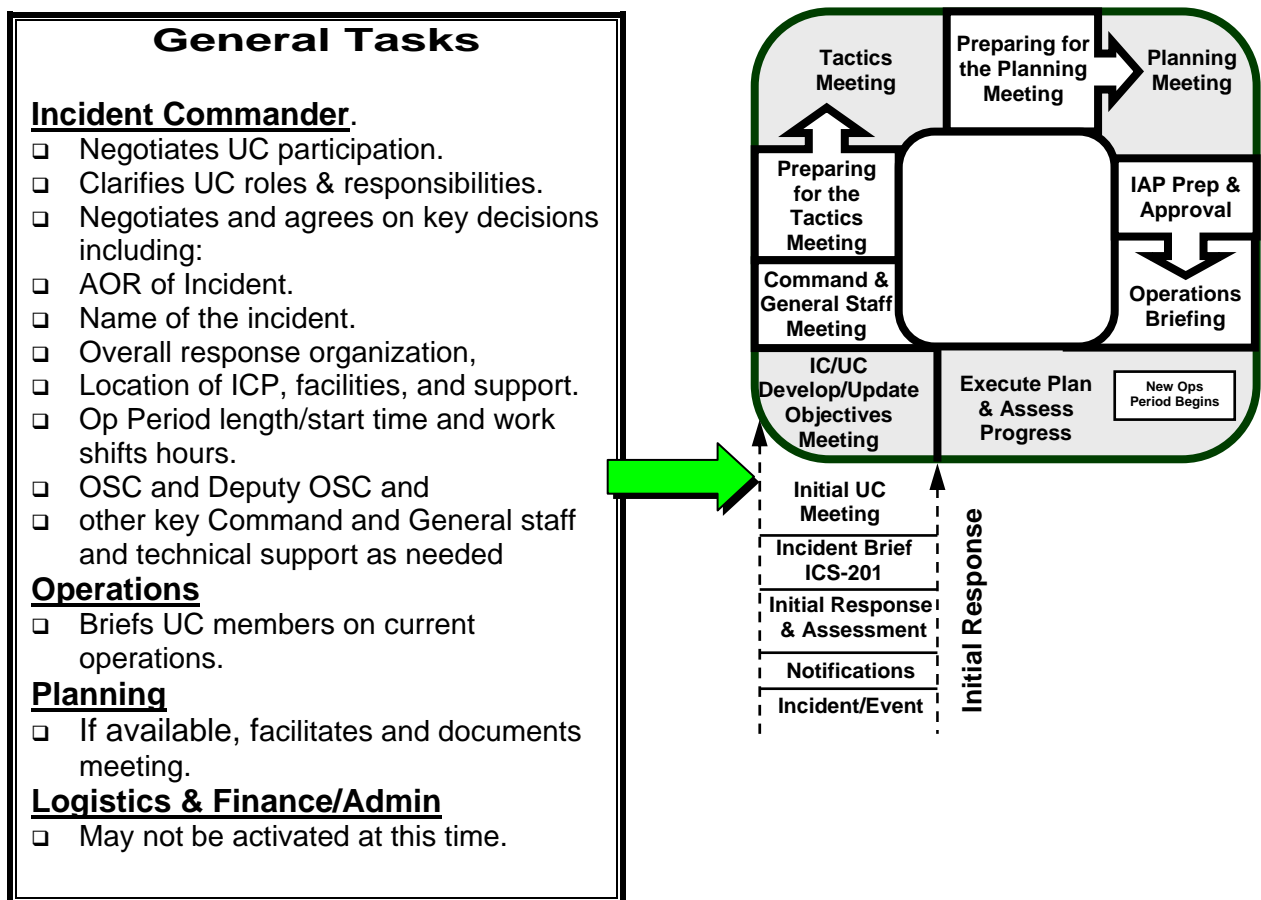 General Tasks
Incident Commander.
❑ Negotiates UC participation.
❑ Clarifies UC roles & responsibilities.
❑ Negotiates and agrees on key decisions
including:
❑ AOR of Incident.
❑ Name of the incident.
❑ Overall response organization,
❑ Location of ICP, facilities, and support.
❑ Op Period length/start time and work
shifts hours.
❑ OSC and Deputy OSC and
❑ other key Command and General staff
and technical support as needed
Operations
❑ Briefs UC members on current
operations.
Planning
❑ If available, facilitates and documents
meeting.
Logistics & Finance/Admin
❑ May not be activated at this time.
Tactics
Meeting
Preparing for
the Planning
Meeting
Planning
Meeting
Preparing
for the
Tactics
Meeting
IAP Prep &
Approval
Command &
General Staff
Meeting
Operations
Briefing
IC/UC
Develop/Update
Objectives
Meeting
Execute Plan
& Assess
Progress
New Ops
Period Begins
Initial UC
Meeting
Incident Brief
ICS-201
Initial Response
& Assessment
Notifications
Incident/Event
Initial Response